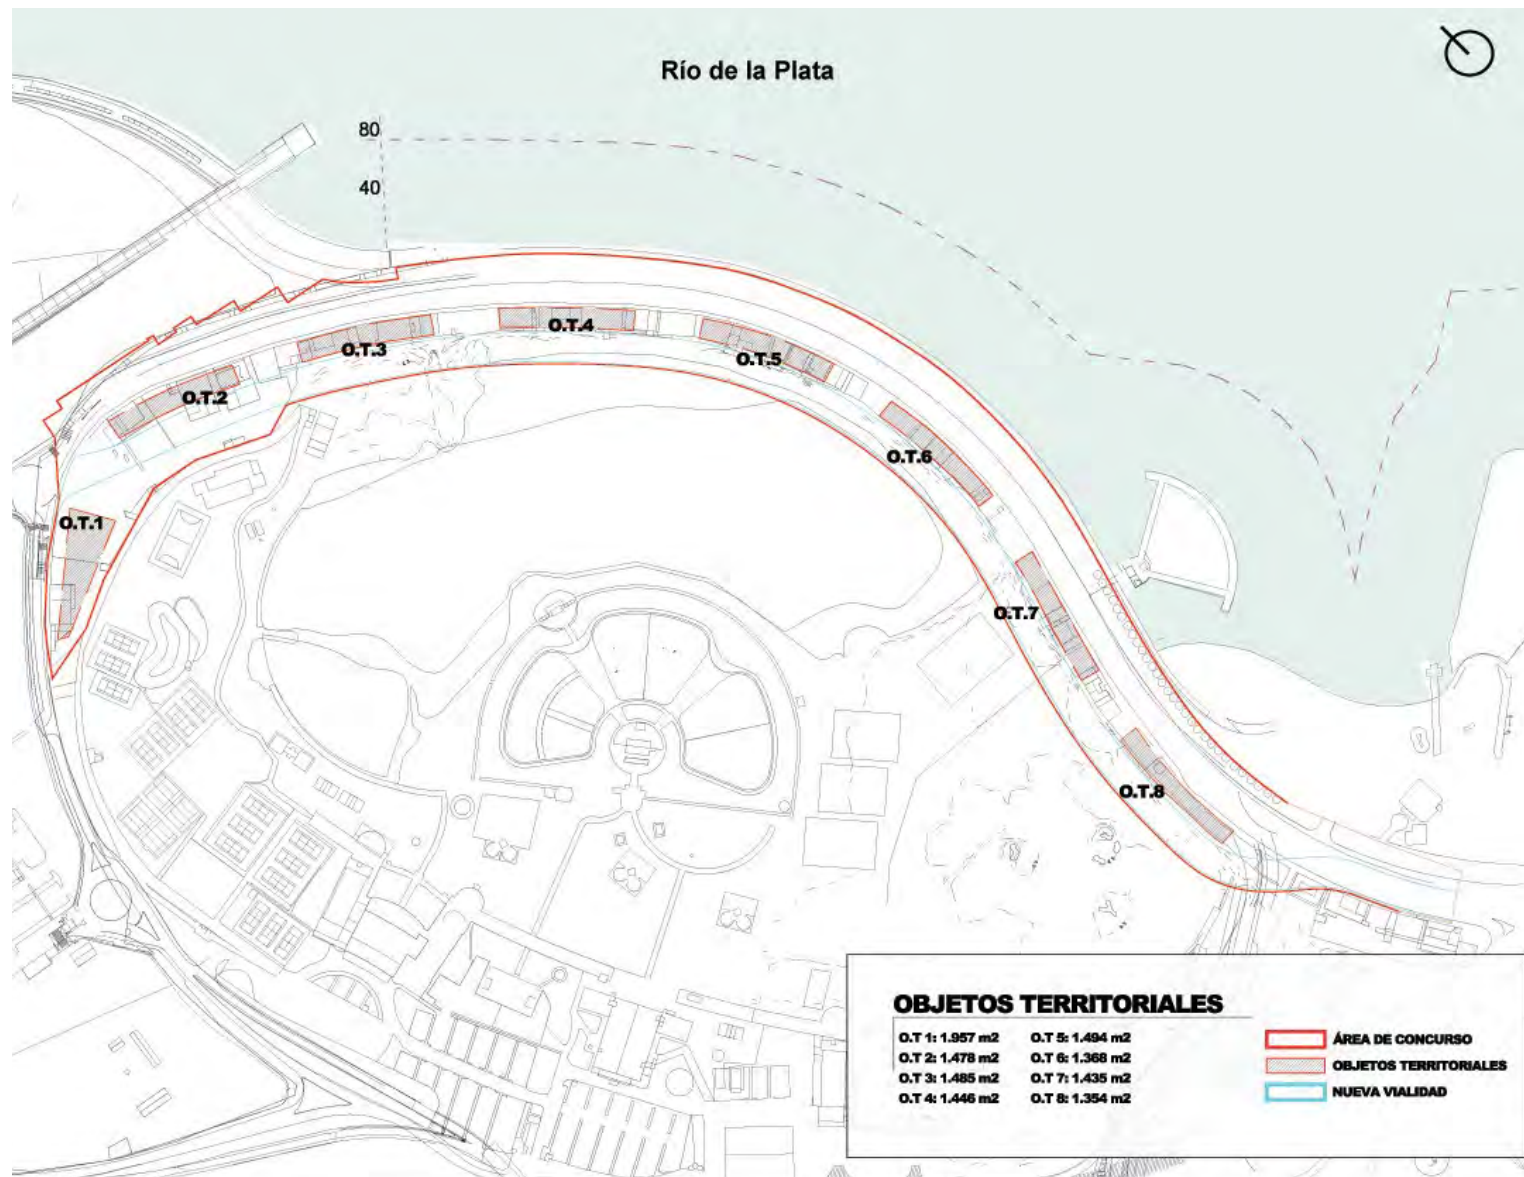 Río de la Plata
80
40
O.T.4
O.T.3
O.T.5
O.T.2
O.T.6
O.T.1
O.T.7
O.T.8
OBJETOS TERRITORIALES
O.T 1: 1.957 m2
O.T 2: 1.478 m2
O.T 3: 1.485 m2
O.T 4: 1.446 m2
O.T 5: 1.494 m2
O.T 6: 1.368 m2
O.T 7: 1.435 m2
O.T 8: 1.354 m2
ÁREA DE CONCURSO
OBJETOS TERRITORIALES
NUEVA VIALIDAD